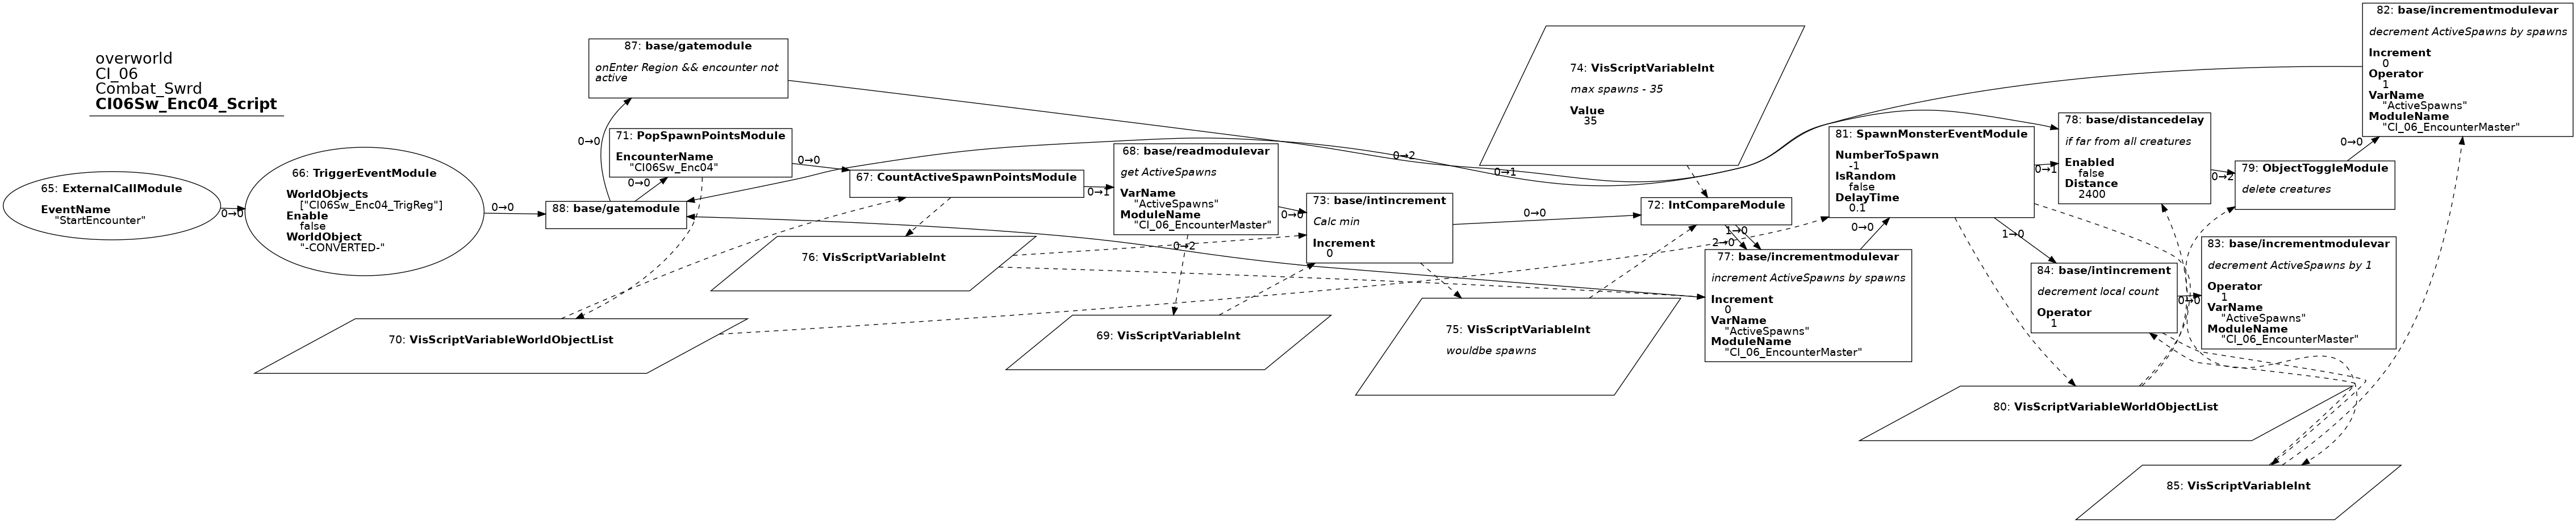 overworld
CI_06
Combat_Swrd
CI06Sw_Enc04_Script
65: ExternalCallModule
EventName
"StartEncounter"
0→0
66: TriggerEventModule
WorldObjects
["CI06Sw_Enc04_TrigReg"]
Enable
false
WorldObject
"-CONVERTED-"
0→0
88: base/gatemodule
0→0
0→0
87: base/gatemodule
onEnter Region && encounter not
active
71: PopSpawnPointsModule
EncounterName
"CI06Sw_Enc04"
0→0
67: CountActiveSpawnPointsModule
0→1
68: base/readmodulevar
get ActiveSpawns
VarName
"ActiveSpawns"
ModuleName
"CI_06_EncounterMaster"
0→0
0→2
73: base/intincrement
Calc min
Increment
0
0→0
76: VisScriptVariableInt
70: VisScriptVariableWorldObjectList
69: VisScriptVariableInt
75: VisScriptVariableInt
wouldbe spawns
0→2
0→1
74: VisScriptVariableInt
max spawns - 35
Value
35
72: IntCompareModule
1→0
2→0
77: base/incrementmodulevar
increment ActiveSpawns by spawns
Increment
0
VarName
"ActiveSpawns"
ModuleName
"CI_06_EncounterMaster"
0→0
81: SpawnMonsterEventModule
NumberToSpawn
-1
IsRandom
false
DelayTime
0.1
0→1
1→0
78: base/distancedelay
if far from all creatures
Enabled
false
Distance
2400
0→2
79: ObjectToggleModule
delete creatures
0→0
82: base/incrementmodulevar
decrement ActiveSpawns by spawns
Increment
0
Operator
1
VarName
"ActiveSpawns"
ModuleName
"CI_06_EncounterMaster"
84: base/intincrement
decrement local count
Operator
1
0→0
83: base/incrementmodulevar
decrement ActiveSpawns by 1
Operator
1
VarName
"ActiveSpawns"
ModuleName
"CI_06_EncounterMaster"
80: VisScriptVariableWorldObjectList
85: VisScriptVariableInt